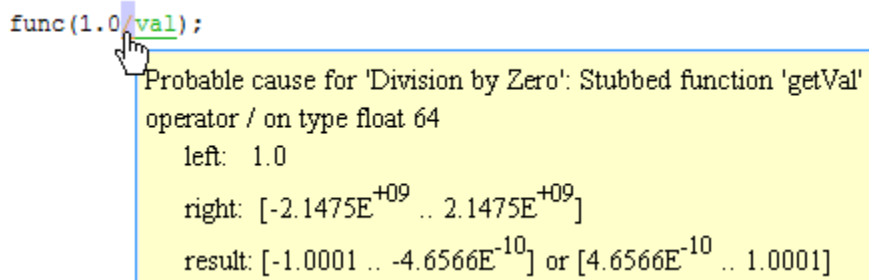 func(1.0/val);
Probable cause for 'Division by Zero': Stubbed function 'getVal'
operator / on type float 64
left: 1.0
right: [-2.1475E+09 .. 2.1475E+09]
result: [-1.0001 .. -4.6566E-10] or [4.6566E-10 .. 1.0001]